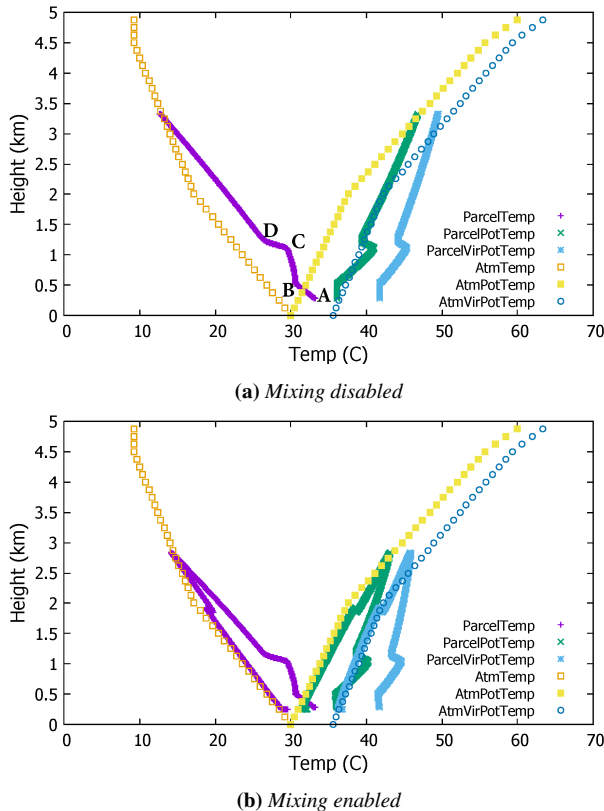 5
4.5
4
3.5
3
2.5
2
1.5
1
0.5
0
Height (km)
D
C
B
A
ParcelTemp
ParcelPotTemp
ParcelVirPotTemp
AtmTemp
AtmPotTemp
AtmVirPotTemp
0 10 20 30 40 50 60 70
Temp (C)
(a) Mixing disabled
5
4.5
4
3.5
3
2.5
2
1.5
1
0.5
0
Height (km)
ParcelTemp
ParcelPotTemp
ParcelVirPotTemp
AtmTemp
AtmPotTemp
AtmVirPotTemp
0 10 20 30 40 50 60 70
Temp (C)
(b) Mixing enabled